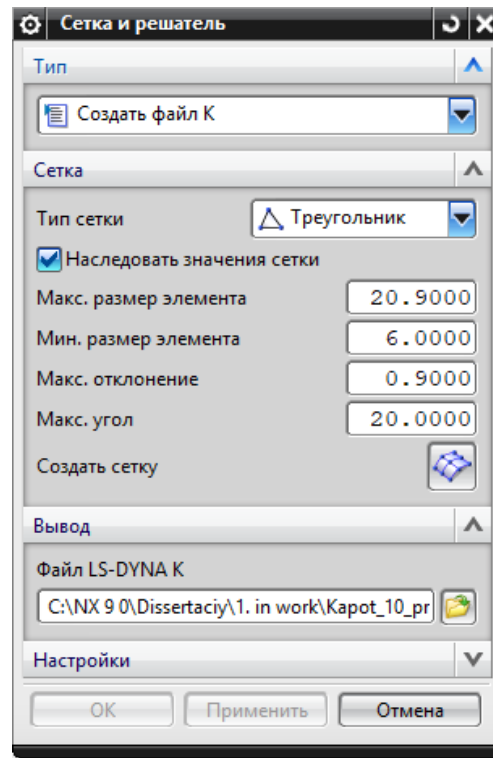 Сетка и решатель
Тип
Создать файл K
Сетка
Тип сетки Треугольник
Наследовать значения сетки
Макс. размер элемента 20.9000
Мин. размер элемента 6.0000
Макс. отклонение 0.9000
Макс. угол 20.0000
Создать сетку
Вывод
Файл LS-DYNA K
C:\NX 9 0\Dissertaciy\1. in work\Kapot_10_pr
Настройки
ОК Применить Отмена